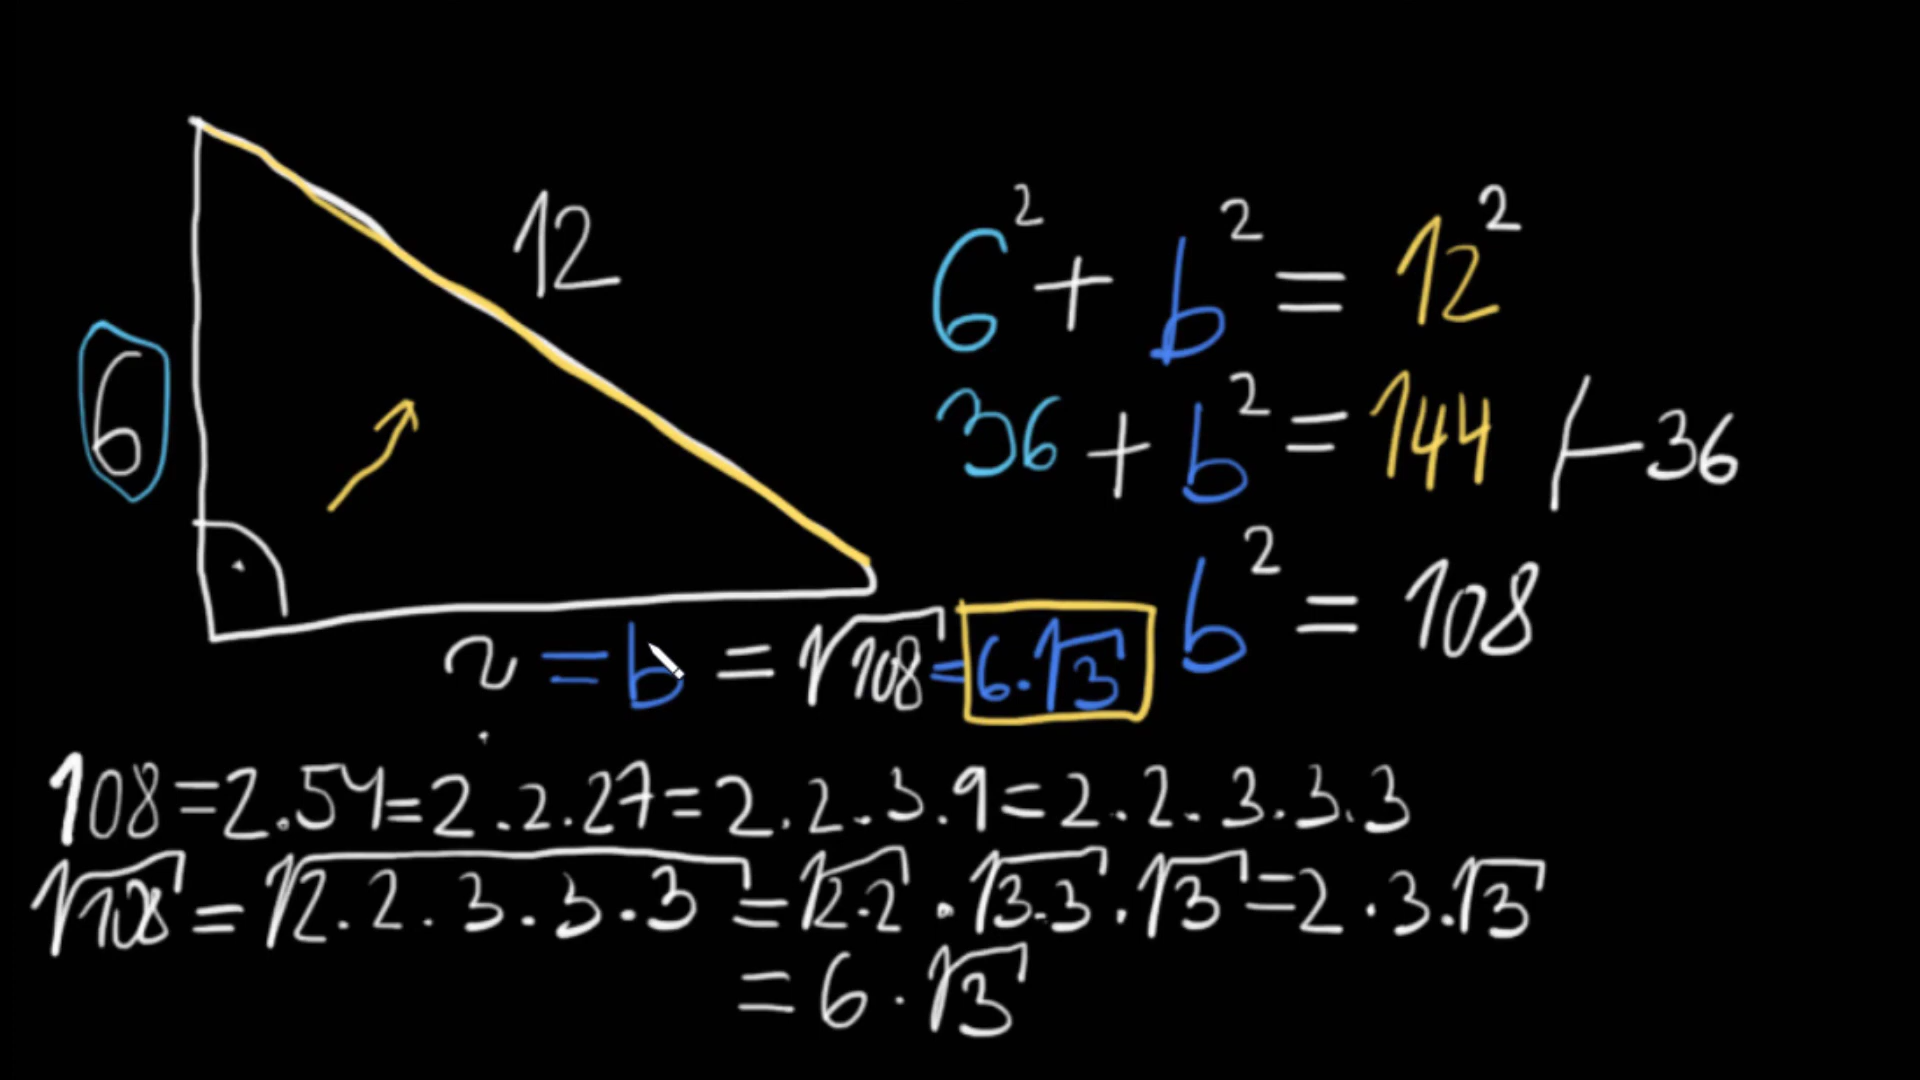 12
6
6² + b² = 12²
36 + b² = 144 /-36
b² = 108
= b = √108 = 6·√3
108=2.54=2.2.27=2.2.3.9=2.2.3.3.3
√108 = √2.2.3.3.3 = √2.2 · √3.3 · √3 = 2·3·√3
= 6·√3